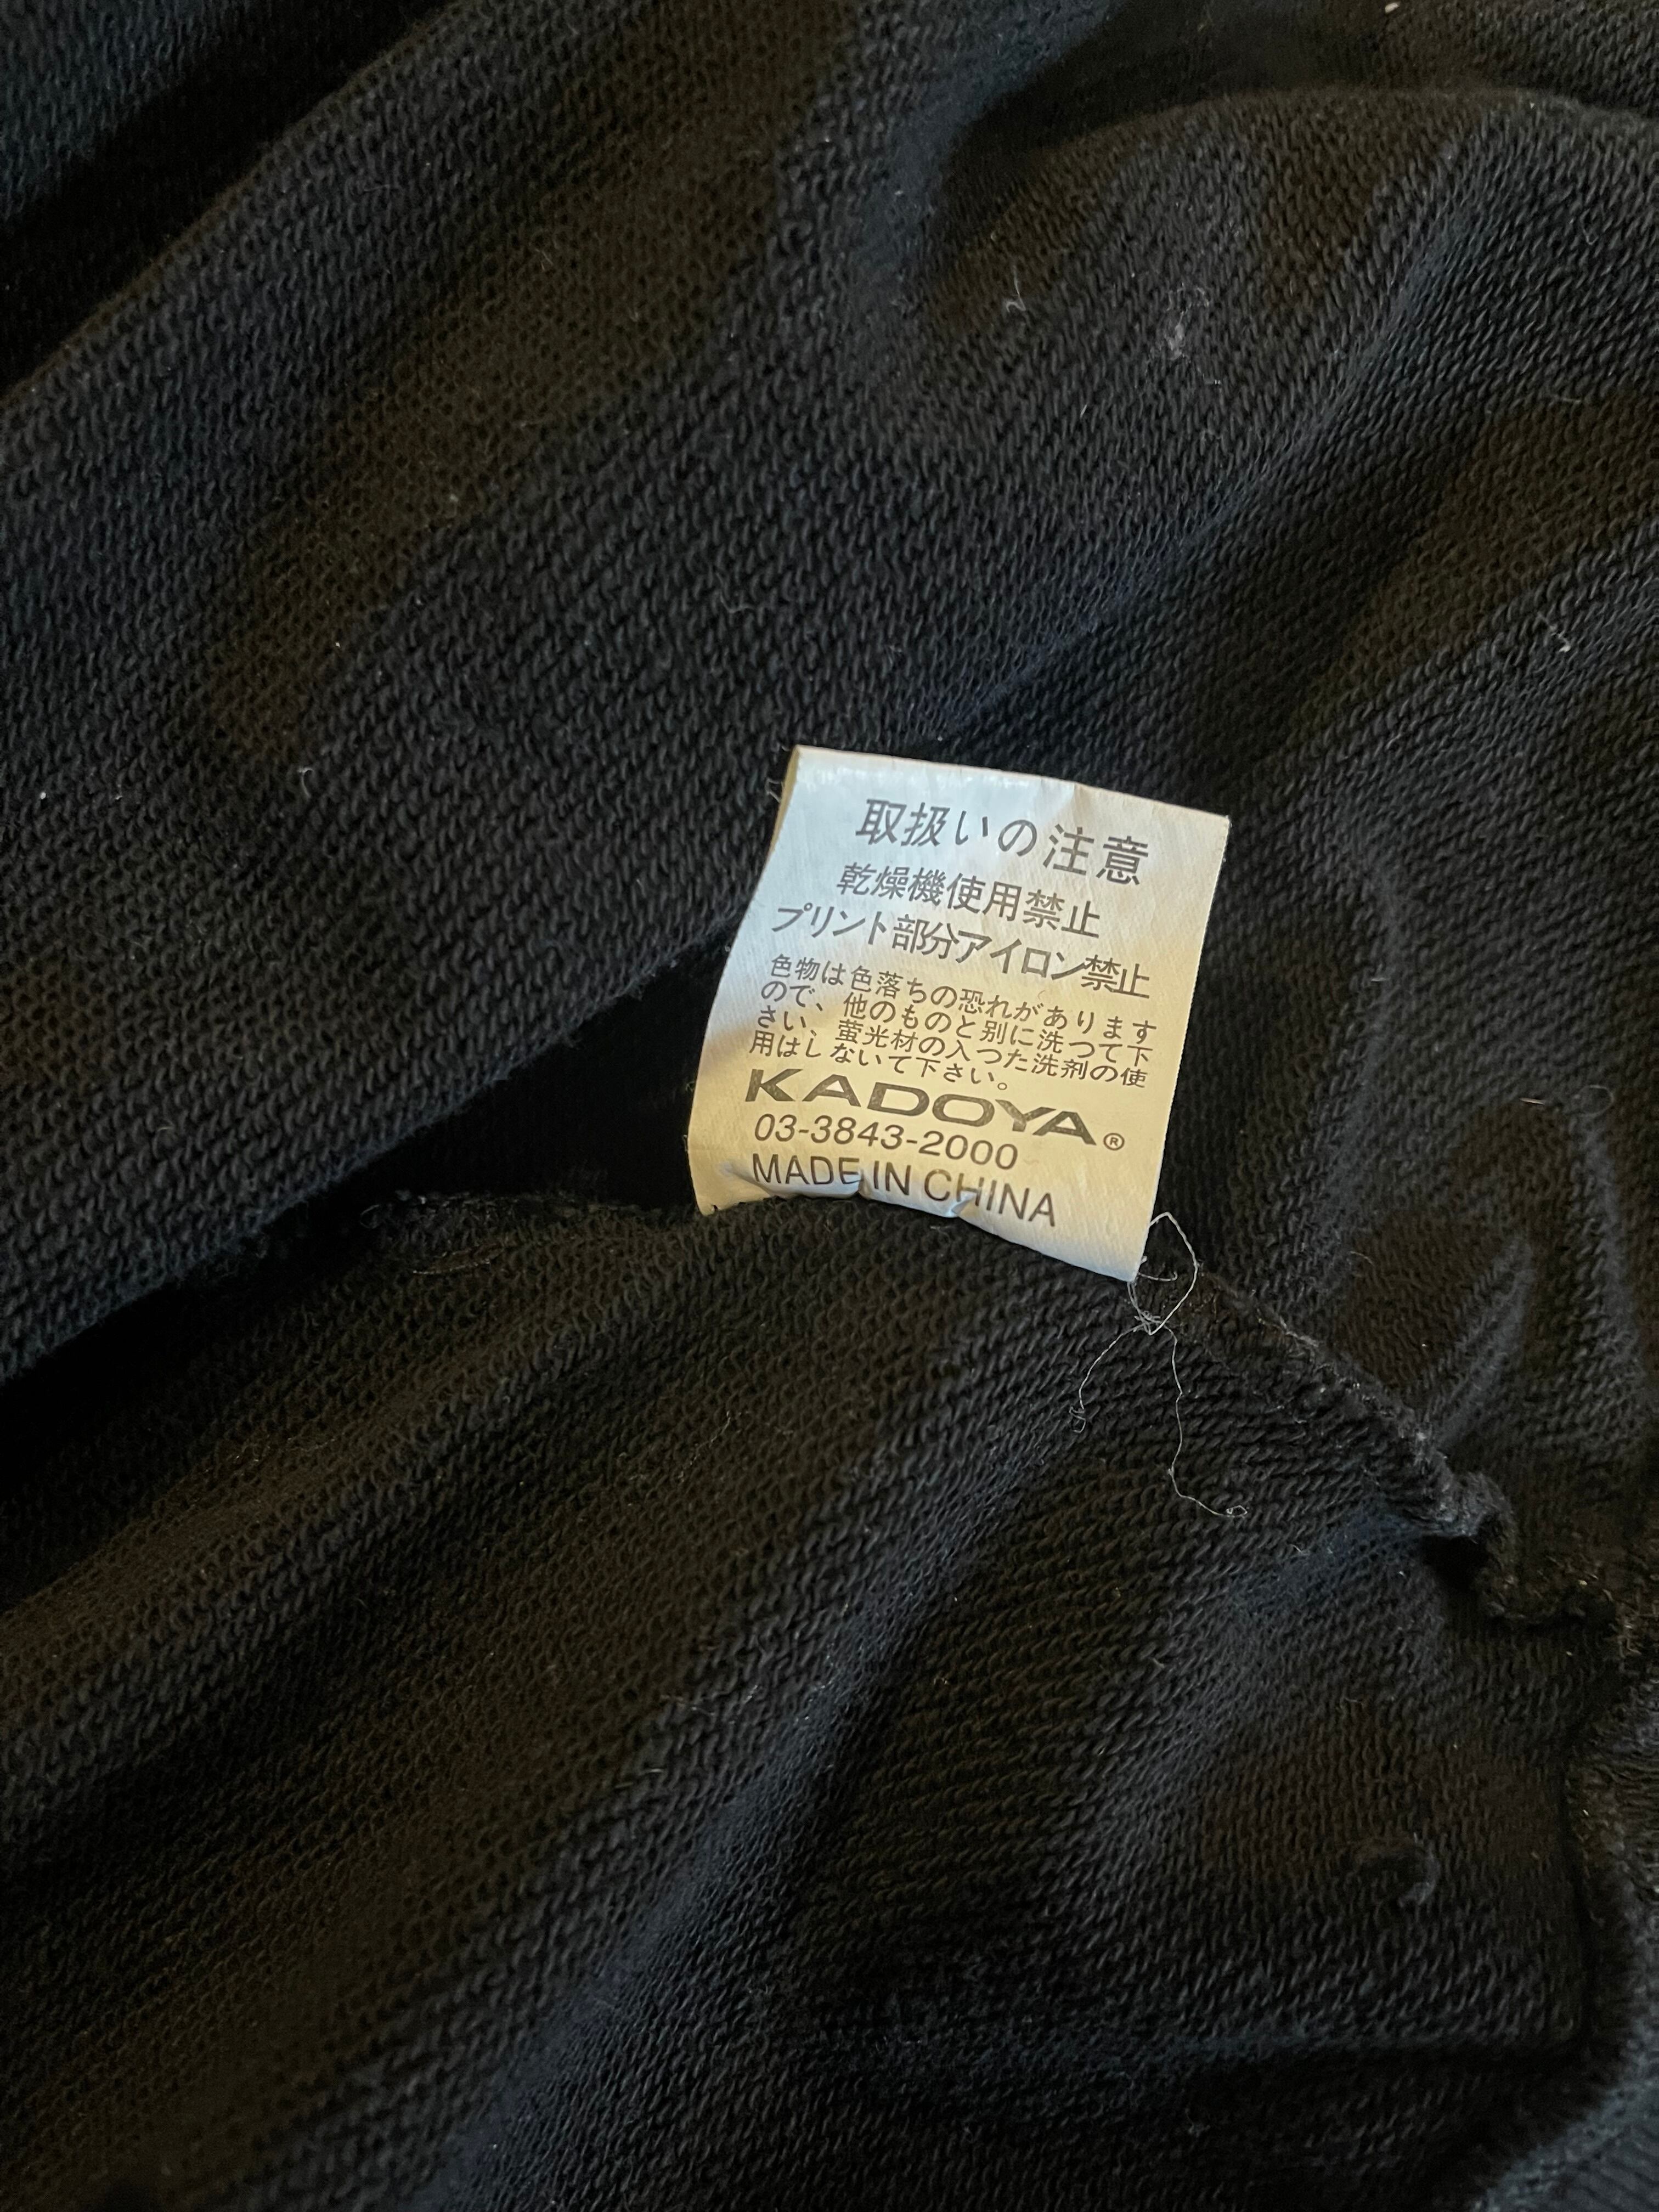 取扱いの注意
乾燥機使用禁止
プリント部分アイロン禁止
色物は色落ちの恐れがあります
ので、他のものと別に洗つて下
さい、蛍光材の入つた洗剤の使
用はしないて下さい。
KADOYA®
03-3843-2000
MADE IN CHINA